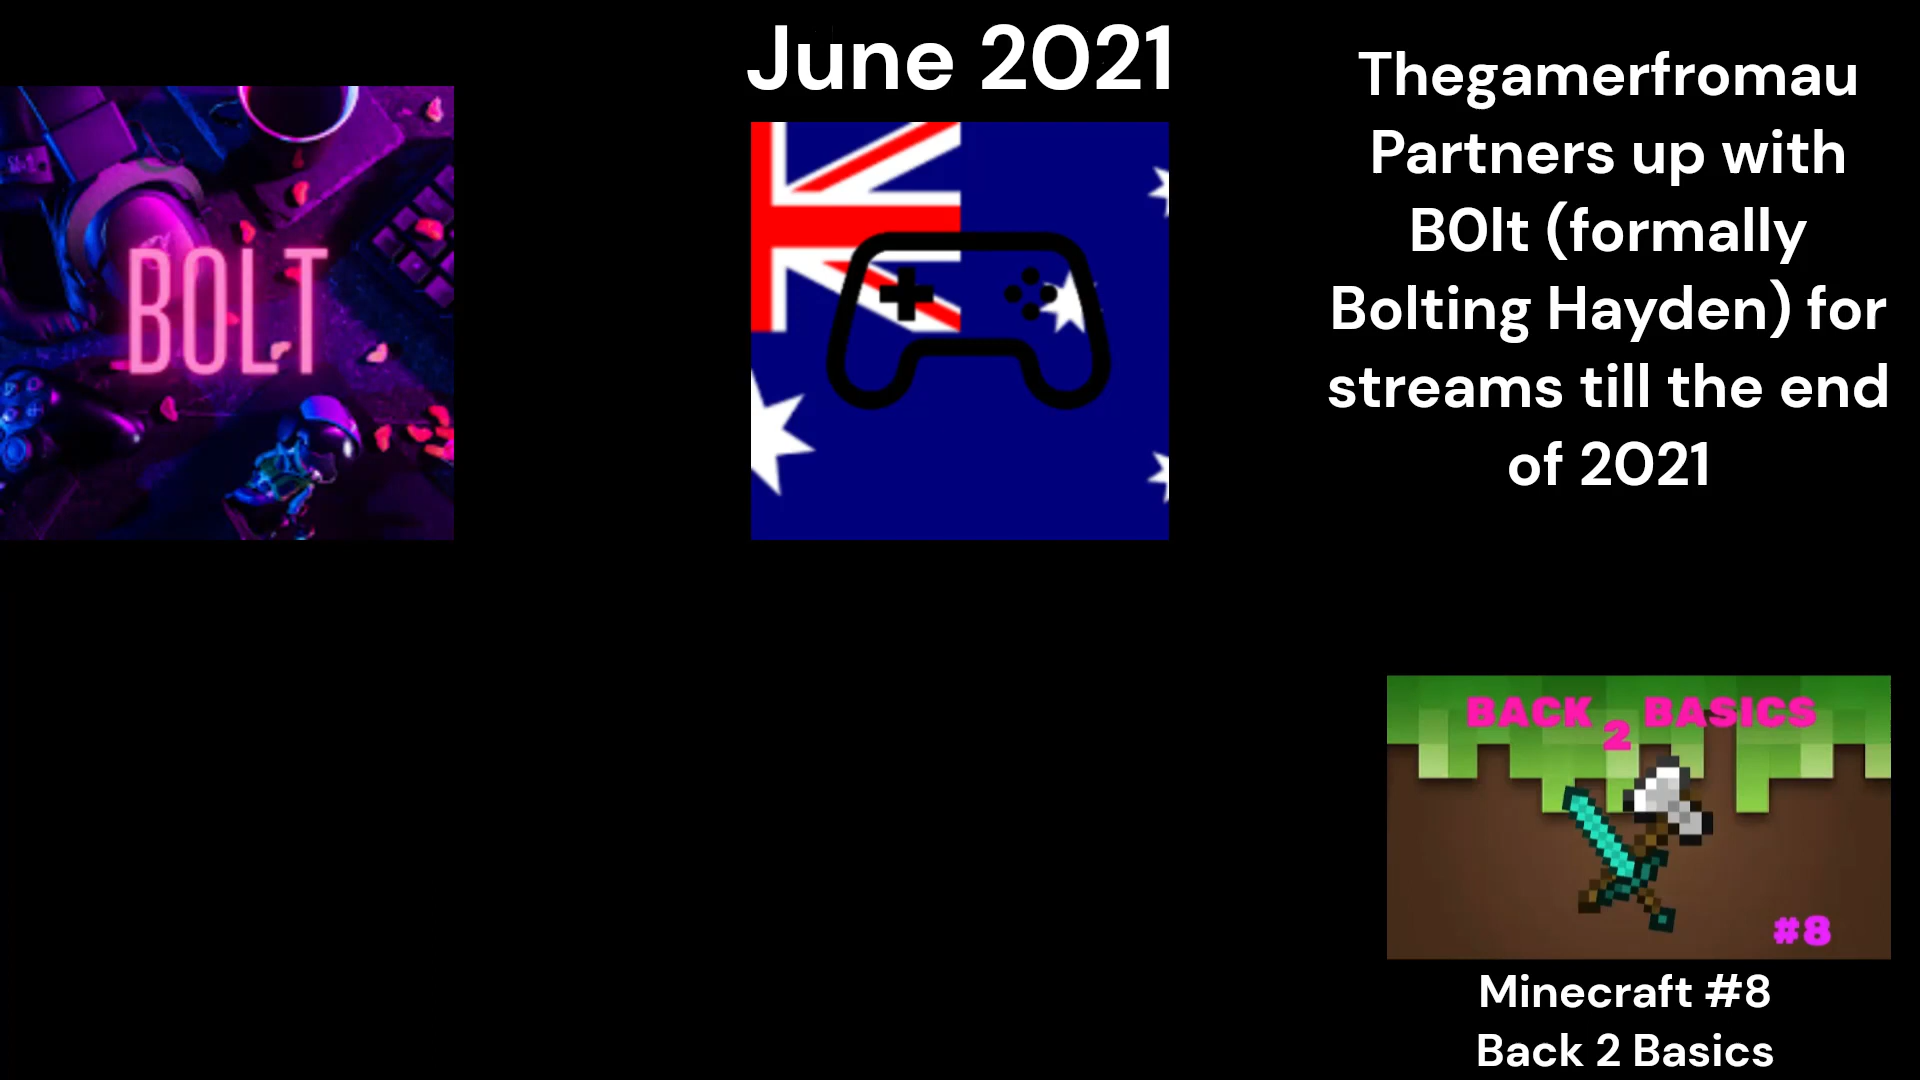 June 2021
BOLT
Thegamerfromau
Partners up with
B0lt (formally
Bolting Hayden) for
streams till the end
of 2021
BACK 2 BASICS
#8
Minecraft #8
Back 2 Basics